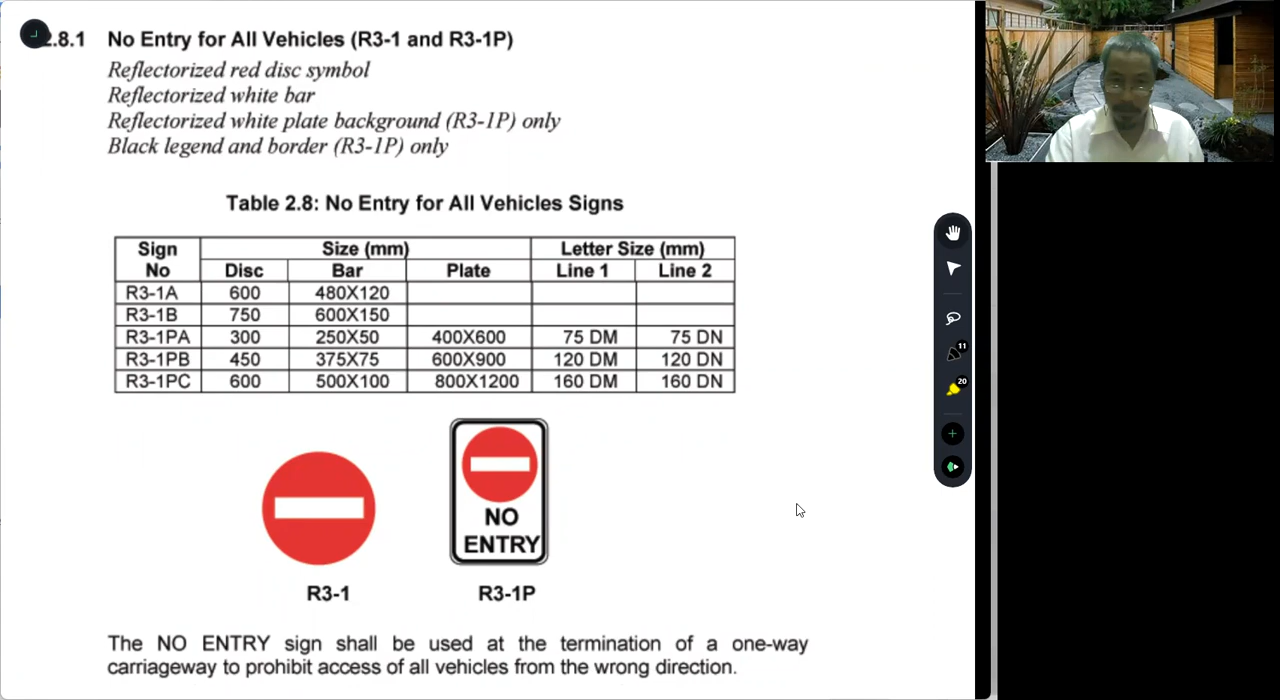 2.8.1 No Entry for All Vehicles (R3-1 and R3-1P)
Reflectorized red disc symbol
Reflectorized white bar
Reflectorized white plate background (R3-1P) only
Black legend and border (R3-1P) only
Table 2.8: No Entry for All Vehicles Signs
Sign No Size (mm) Letter Size (mm)
Disc Bar Plate Line 1 Line 2
R3-1A 600 480X120
R3-1B 750 600X150
R3-1PA 300 250X50 400X600 75 DM 75 DN
R3-1PB 450 375X75 600X900 120 DM 120 DN
R3-1PC 600 500X100 800X1200 160 DM 160 DN
NO
ENTRY
R3-1 R3-1P
The NO ENTRY sign shall be used at the termination of a one-way
carriageway to prohibit access of all vehicles from the wrong direction.
11
20